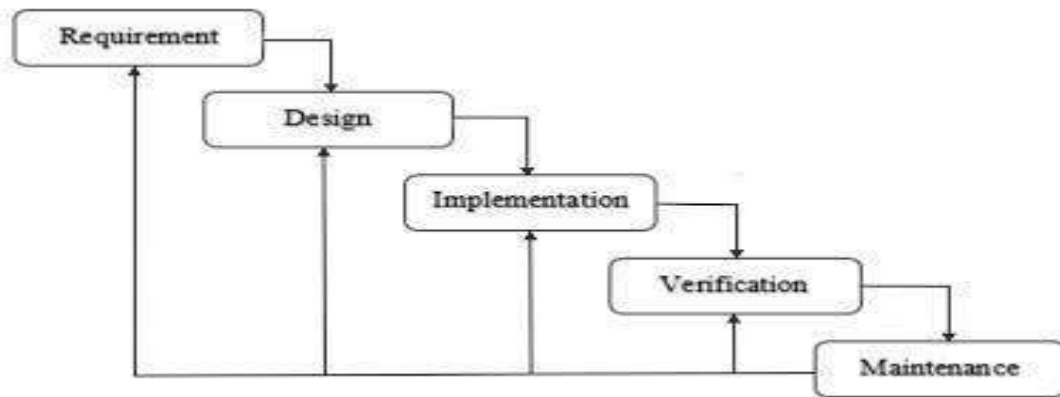 Requirement
Design
Implementation
Verification
Maintenance